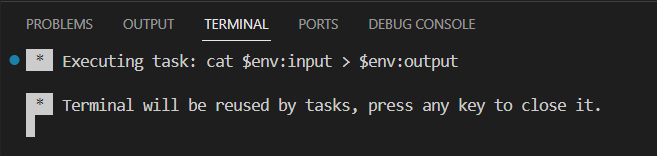 PROBLEMS OUTPUT TERMINAL PORTS DEBUG CONSOLE
* Executing task: cat $env:input > $env:output
* Terminal will be reused by tasks, press any key to close it.